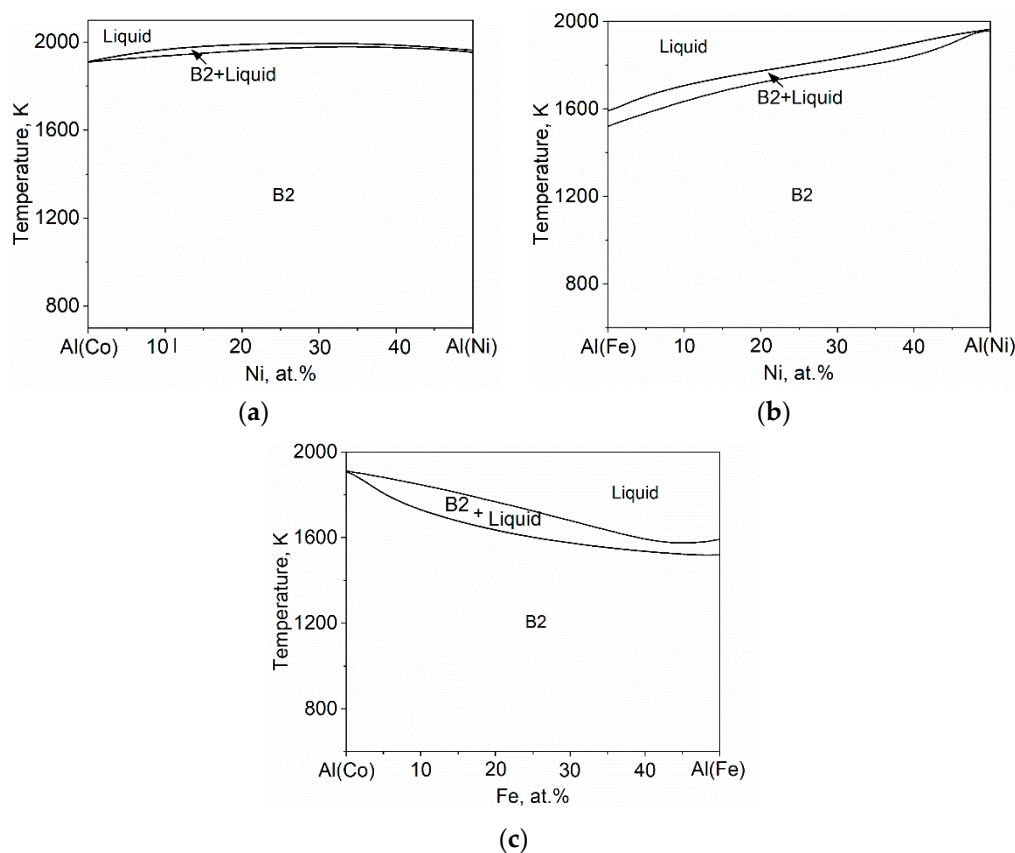 2000
Liquid
B2+Liquid
1600
B2
1200
800
Temperature, K
Al(Co)
10
20
30
40
Al(Ni)
Ni, at.%
(a)
2000
Liquid
B2+Liquid
1600
B2
1200
800
Temperature, K
Al(Fe)
10
20
30
40
Al(Ni)
Ni, at.%
(b)
2000
Liquid
B2 + Liquid
1600
B2
1200
800
Temperature, K
Al(Co)
10
20
30
40
Al(Fe)
Fe, at.%
(c)